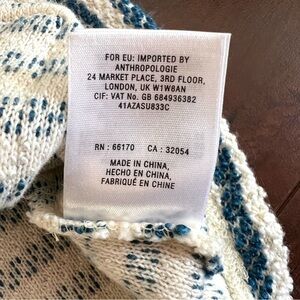 FOR EU: IMPORTED BY
ANTHROPOLOGIE
24 MARKET PLACE, 3RD FLOOR,
LONDON, UK W1W8AN
CIF: VAT No. GB 684936382
41AZASU833C
RN : 66170 CA : 32054
MADE IN CHINA,
HECHO EN CHINA,
FABRIQUÉ EN CHINE